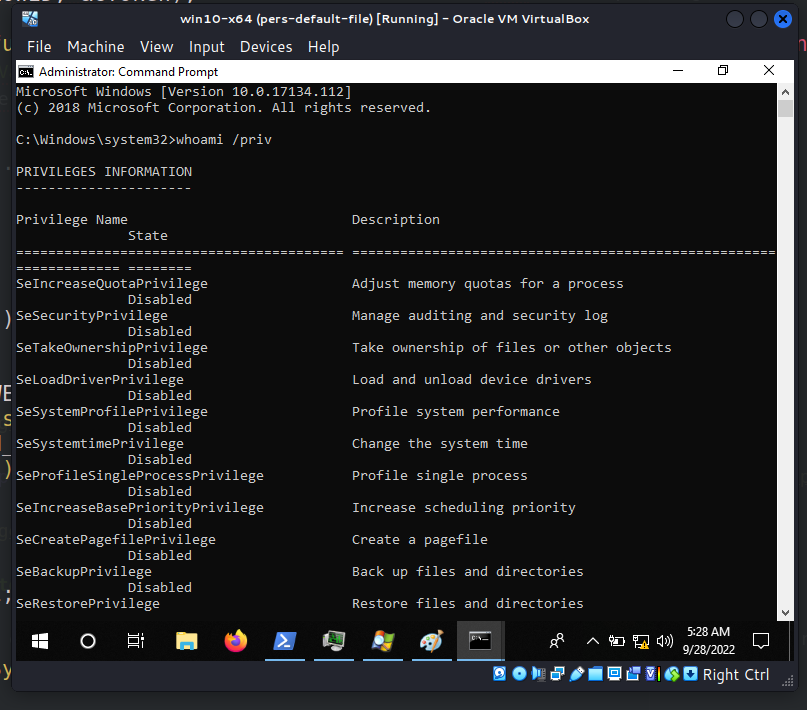 win10-x64 (pers-default-file) [Running] - Oracle VM VirtualBox
File Machine View Input Devices Help
Administrator: Command Prompt
Microsoft Windows [Version 10.0.17134.112]
(c) 2018 Microsoft Corporation. All rights reserved.
C:\Windows\system32>whoami /priv
PRIVILEGES INFORMATION
----------------------
Privilege Name Description
State
========================================= =====================================================
============= ========
SeIncreaseQuotaPrivilege Adjust memory quotas for a process
Disabled
SeSecurityPrivilege Manage auditing and security log
Disabled
SeTakeOwnershipPrivilege Take ownership of files or other objects
Disabled
SeLoadDriverPrivilege Load and unload device drivers
Disabled
SeSystemProfilePrivilege Profile system performance
Disabled
SeSystemtimePrivilege Change the system time
Disabled
SeProfileSingleProcessPrivilege Profile single process
Disabled
SeIncreaseBasePriorityPrivilege Increase scheduling priority
Disabled
SeCreatePagefilePrivilege Create a pagefile
Disabled
SeBackupPrivilege Back up files and directories
Disabled
SeRestorePrivilege Restore files and directories
5:28 AM
9/28/2022
Right Ctrl